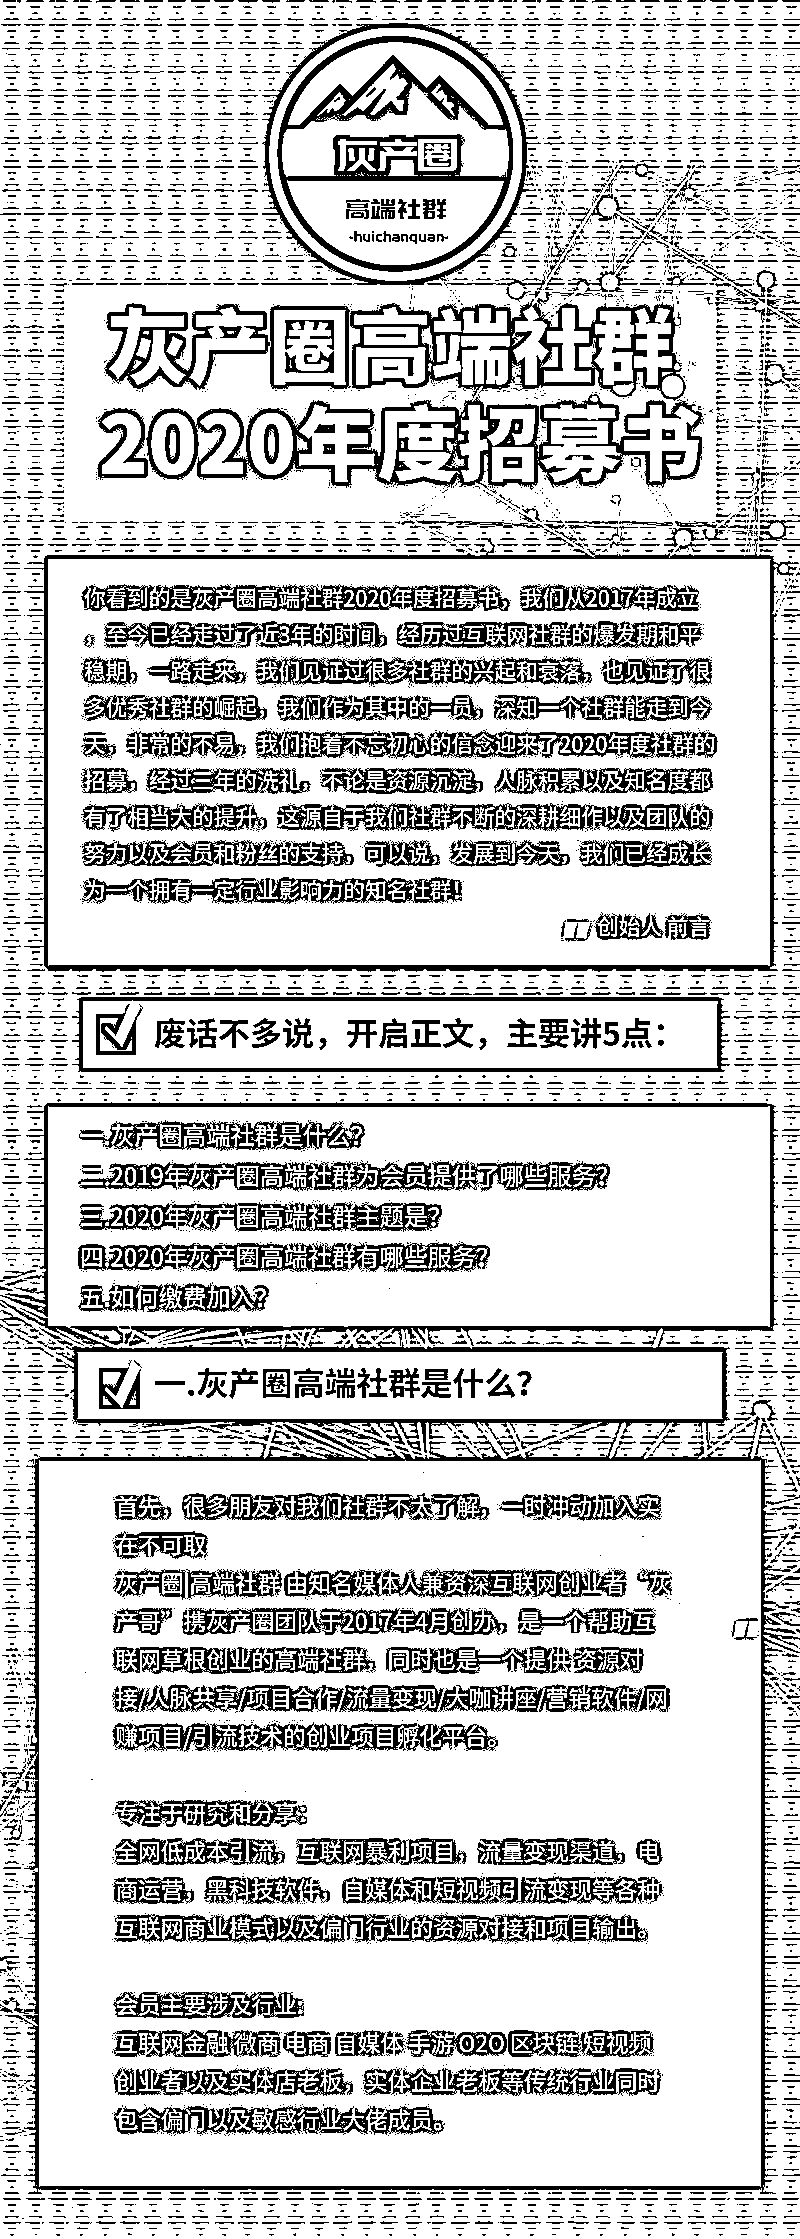 灰产圈
高端社群
-huichanquan-
灰产圈高端社群
2020年度招募书
你看到的是灰产圈高端社群2020年度招募书，我们从2017年成立
，至今已经走过了近3年的时间，经历过互联网社群的爆发期和平
稳期，一路走来，我们见证过很多社群的兴起和衰落，也见证了很
多优秀社群的崛起，我们作为其中的一员，深知一个社群能走到今
天，非常的不易，我们抱着不忘初心的信念迎来了2020年度社群的
招募，经过三年的洗礼，不论是资源沉淀，人脉积累以及知名度都
有了相当大的提升，这源自于我们社群不断的深耕细作以及团队的
努力以及会员和粉丝的支持，可以说，发展到今天，我们已经成长
为一个拥有一定行业影响力的知名社群！
创始人 前言
废话不多说，开启正文，主要讲5点：
一.灰产圈高端社群是什么？
二.2019年灰产圈高端社群为会员提供了哪些服务？
三.2020年灰产圈高端社群主题是？
四.2020年灰产圈高端社群有哪些服务？
五.如何缴费加入？
一.灰产圈高端社群是什么？
首先，很多朋友对我们社群不太了解，一时冲动加入实
在不可取
灰产圈|高端社群 由知名媒体人兼资深互联网创业者“灰
产哥”携灰产圈团队于2017年4月创办，是一个帮助互
联网草根创业的高端社群，同时也是一个提供 资源对
接/人脉共享/项目合作/流量变现/大咖讲座/营销软件/网
赚项目/引流技术的创业项目孵化平台。
专注于研究和分享：
全网低成本引流，互联网暴利项目，流量变现渠道，电
商运营，黑科技软件，自媒体和短视频引流变现等各种
互联网商业模式以及偏门行业的资源对接和项目输出。
会员主要涉及行业:
互联网金融 微商 电商 自媒体 手游 O2O 区块链 短视频
创业者以及实体店老板，实体企业老板等传统行业同时
包含偏门以及敏感行业大佬成员。